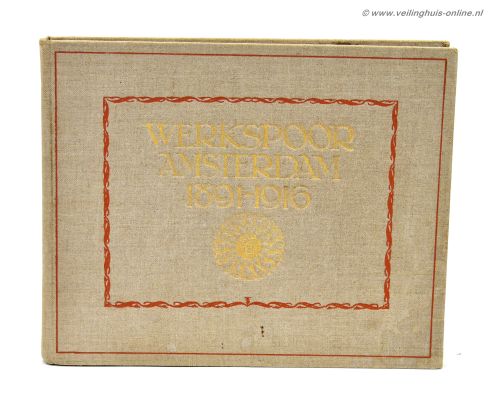 © www.veilinghuis-online.nl
WERKSPOOR
AMSTERDAM
1891-1916